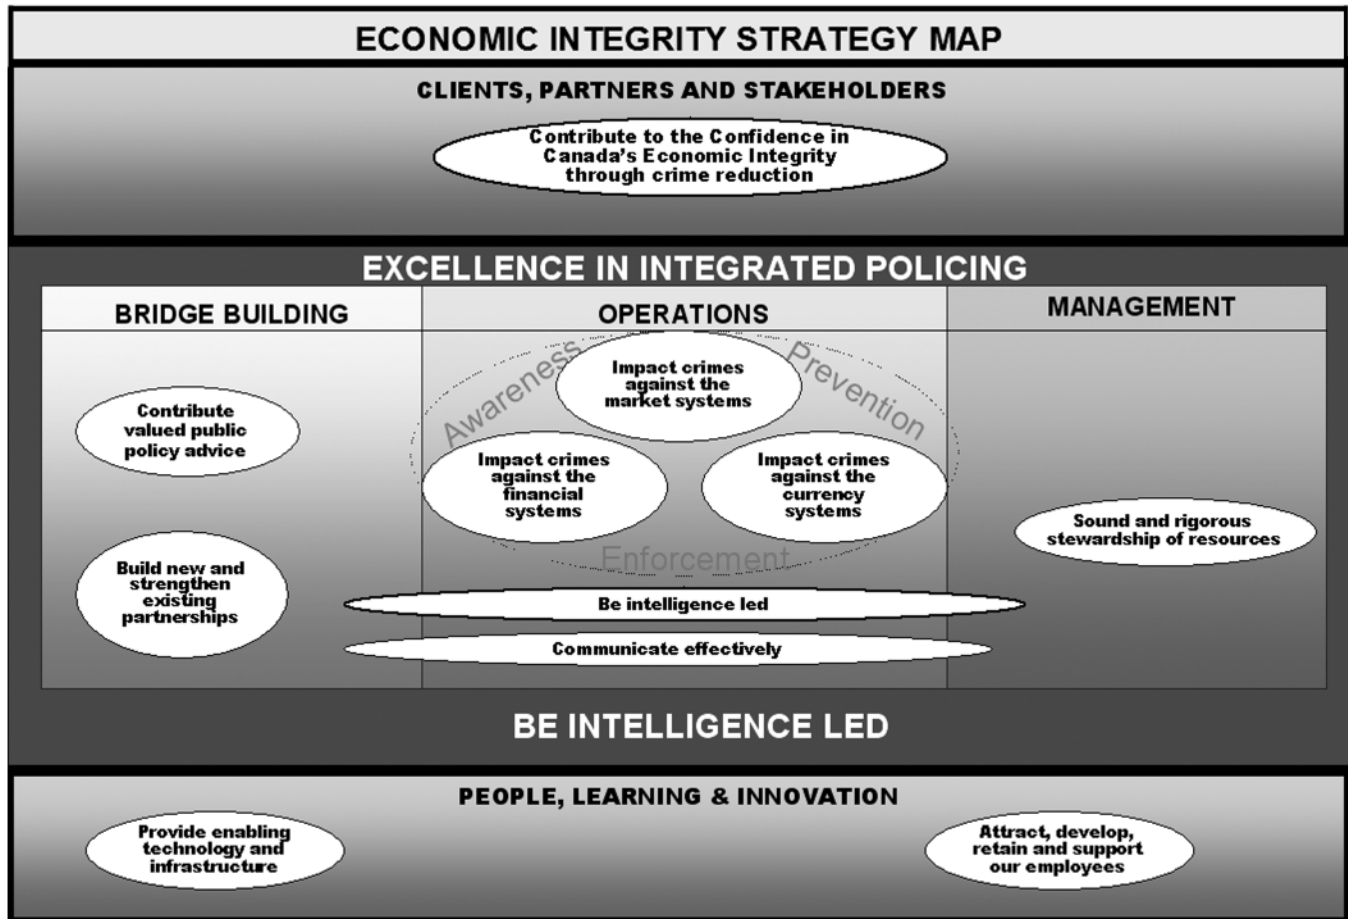 ECONOMIC INTEGRITY STRATEGY MAP
CLIENTS, PARTNERS AND STAKEHOLDERS
Contribute to the Confidence in
Canada's Economic Integrity
through crime reduction
EXCELLENCE IN INTEGRATED POLICING
BRIDGE BUILDING
Contribute
valued public
policy advice
Build new and
strengthen
existing
partnerships
OPERATIONS
Awareness
Prevention
Impact crimes
against the
market systems
Impact crimes
against the
financial
systems
Impact crimes
against the
currency
systems
Enforcement
Be intelligence led
Communicate effectively
MANAGEMENT
Sound and rigorous
stewardship of resources
BE INTELLIGENCE LED
PEOPLE, LEARNING & INNOVATION
Provide enabling
technology and
infrastructure
Attract, develop,
retain and support
our employees